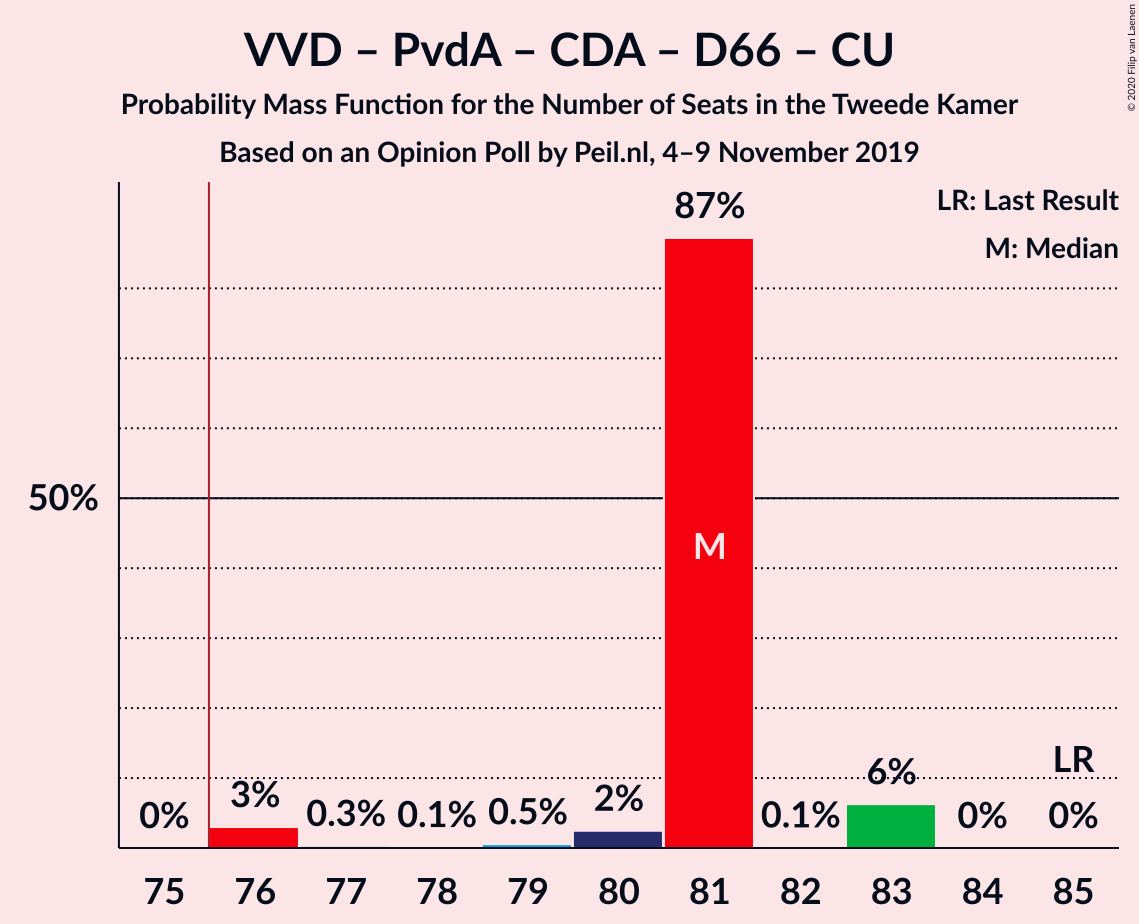 VVD – PvdA – CDA – D66 – CU
Probability Mass Function for the Number of Seats in the Tweede Kamer
Based on an Opinion Poll by Peil.nl, 4–9 November 2019
© 2020 Filip van Laenen
LR: Last Result
M: Median
50%
0%
3%
0.3%
0.1%
0.5%
2%
87%
M
0.1%
6%
0%
LR
0%
75 76 77 78 79 80 81 82 83 84 85